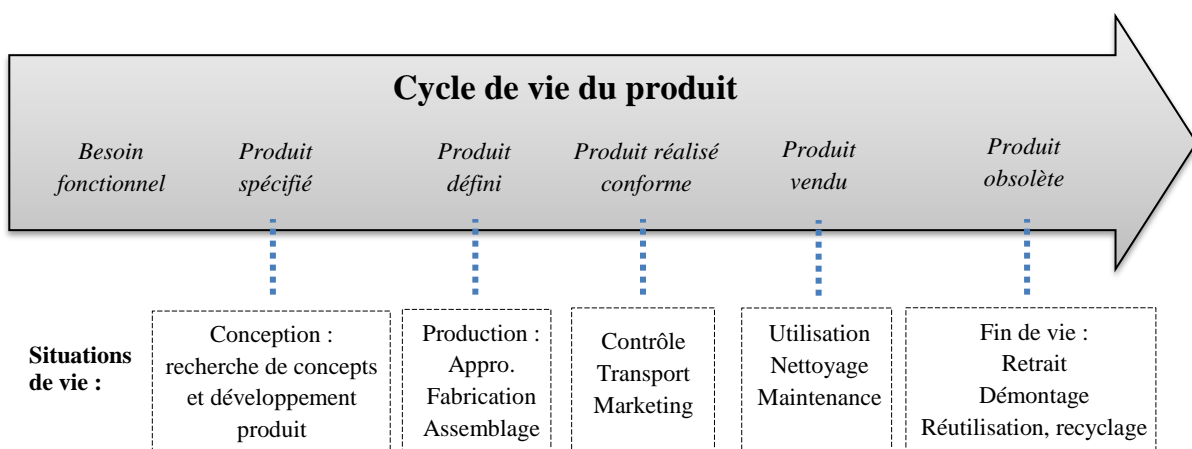 Cycle de vie du produit
Besoin
fonctionnel
Produit
spécifié
Produit
défini
Produit réalisé
conforme
Produit
vendu
Produit
obsolète
Situations
de vie :
Conception :
recherche de concepts
et développement
produit
Production :
Appro.
Fabrication
Assemblage
Contrôle
Transport
Marketing
Utilisation
Nettoyage
Maintenance
Fin de vie :
Retrait
Démontage
Réutilisation, recyclage